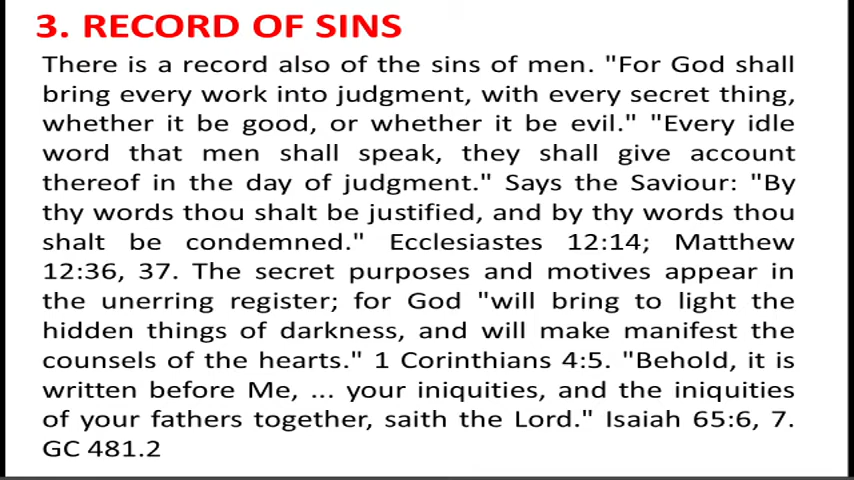 3. RECORD OF SINS
There is a record also of the sins of men. "For God shall
bring every work into judgment, with every secret thing,
whether it be good, or whether it be evil." "Every idle
word that men shall speak, they shall give account
thereof in the day of judgment." Says the Saviour: "By
thy words thou shalt be justified, and by thy words thou
shalt be condemned." Ecclesiastes 12:14; Matthew
12:36, 37. The secret purposes and motives appear in
the unerring register; for God "will bring to light the
hidden things of darkness, and will make manifest the
counsels of the hearts." 1 Corinthians 4:5. "Behold, it is
written before Me, ... your iniquities, and the iniquities
of your fathers together, saith the Lord." Isaiah 65:6, 7.
GC 481.2